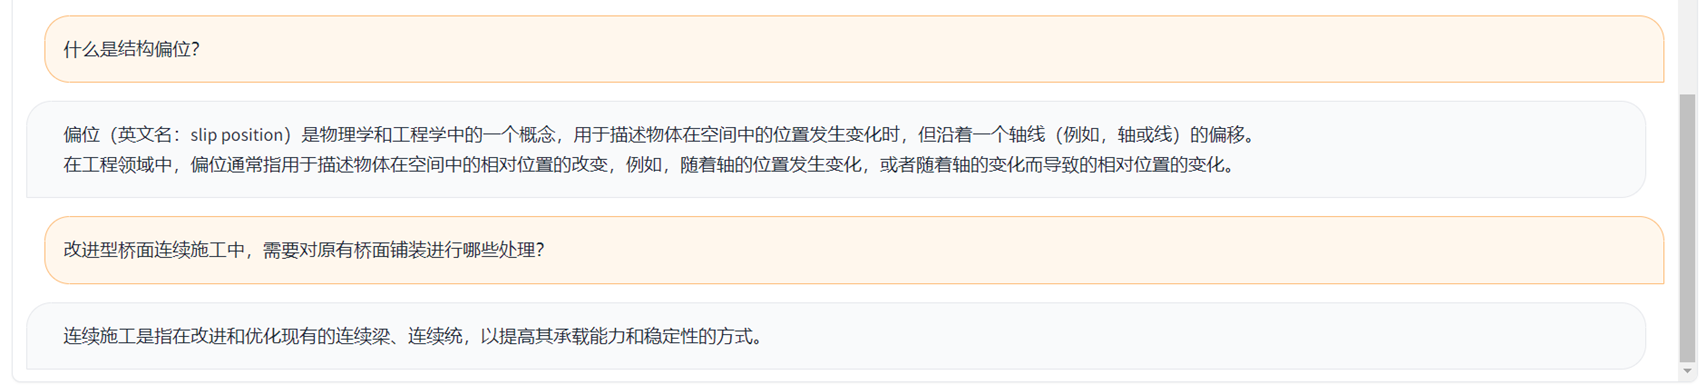 什么是结构偏位？
偏位（英文名：slip position）是物理学和工程学中的一个概念，用于描述物体在空间中的位置发生变化时，但沿着一个轴线（例如，轴或线）的偏移。
在工程领域中，偏位通常指用于描述物体在空间中的相对位置的改变，例如，随着轴的位置发生变化，或者随着轴的变化而导致的相对位置的变化。
改进型桥面连续施工中，需要对原有桥面铺装进行哪些处理？
连续施工是指在改进和优化现有的连续梁、连续统，以提高其承载能力和稳定性的方式。